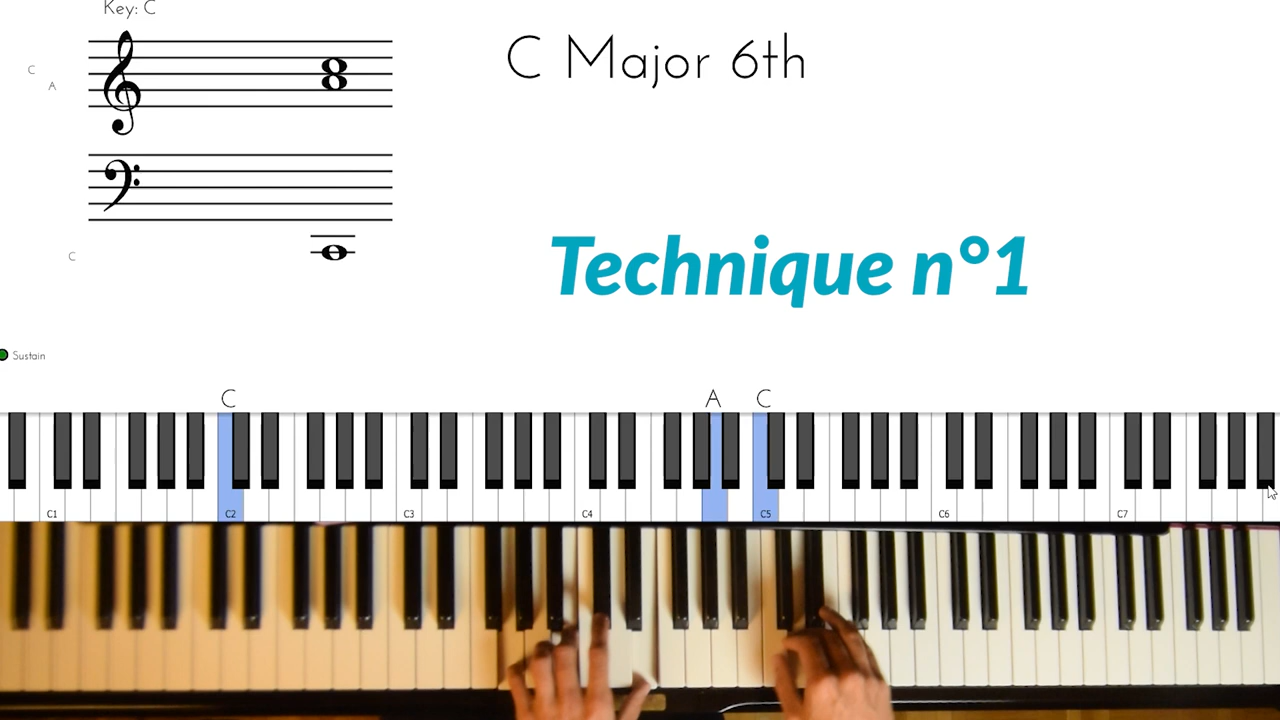 Key: C
C Major 6th
C
A
C
Technique n°1
Sustain
C A C
C1 C2 C3 C4 C5 C6 C7